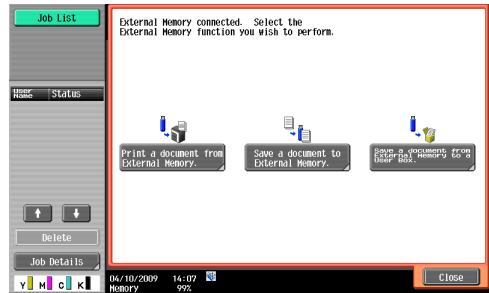 Job List
External Memory connected. Select the
External Memory function you wish to perform.
User Name Status
Print a document from
External Memory.
Save a document to
External Memory.
Save a document from
External Memory to a
User Box.
Delete
Job Details
Y M C K
04/10/2009 14:07
Memory 99%
Close